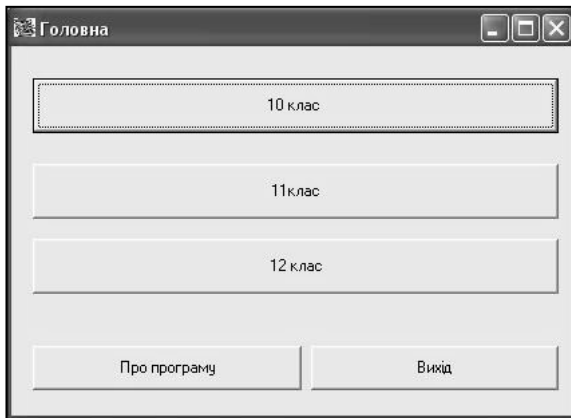 Головна
10 клас
11клас
12 клас
Про програму
Вихід